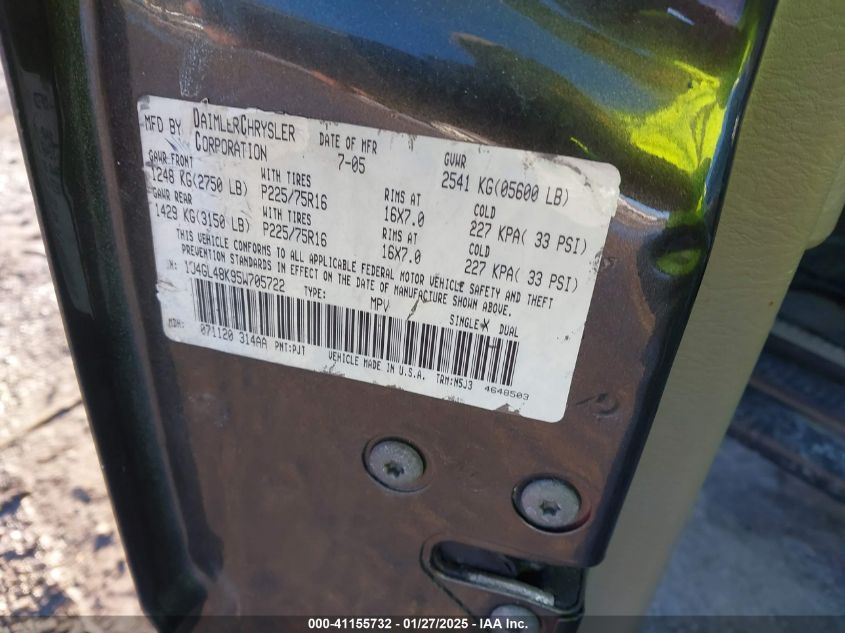 MFD BY DAIMLERCHRYSLER CORPORATION DATE OF MFR 7-05 GVWR 2541 KG(05600 LB)
GAWR FRONT WITH TIRES RIMS AT COLD
1248 KG(2750 LB) P225/75R16 16X7.0 227 KPA( 33 PSI)
GAWR REAR WITH TIRES RIMS AT COLD
1429 KG(3150 LB) P225/75R16 16X7.0 227 KPA( 33 PSI)
THIS VEHICLE CONFORMS TO ALL APPLICABLE FEDERAL MOTOR VEHICLE SAFETY AND THEFT
PREVENTION STANDARDS IN EFFECT ON THE DATE OF MANUFACTURE SHOWN ABOVE.
IN: 1J4GL48K95W705722 TYPE: MPV SINGLE X DUAL
MDH: 071120 314AA PNT:PJT VEHICLE MADE IN U.S.A. TRM:M5J3 4648503
000-41155732 / 01/27/2025 - IAA Inc.